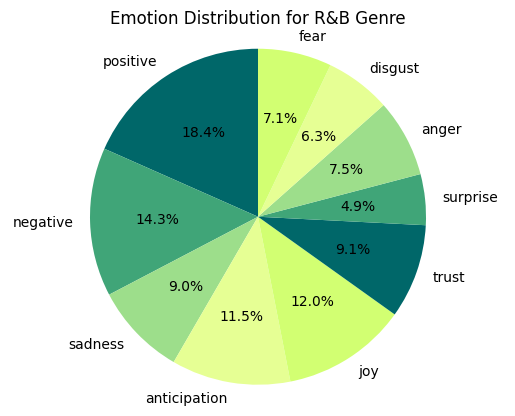 Emotion Distribution for R&B Genre
fear
positive
disgust
7.1%
18.4%
6.3%
anger
7.5%
surprise
4.9%
negative
14.3%
9.1%
trust
9.0%
12.0%
11.5%
sadness
joy
anticipation